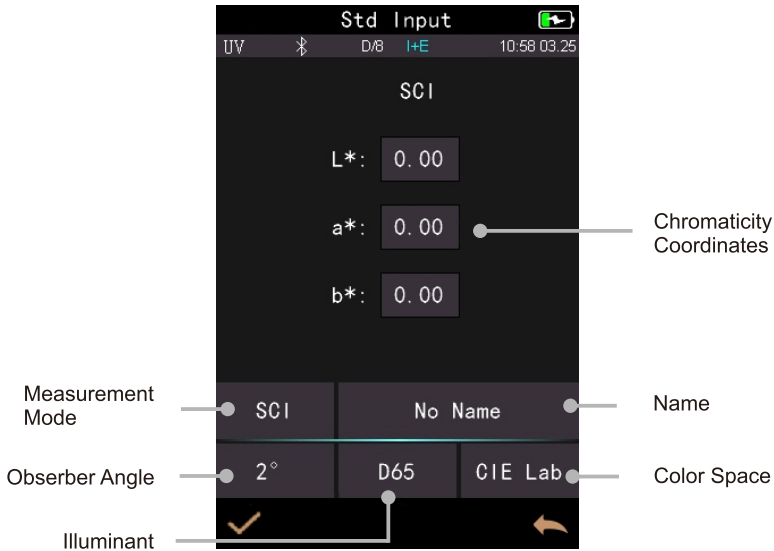 Std Input
UV D/8 I+E 10:58 03.25
SCI
L*: 0.00
a*: 0.00
Chromaticity
Coordinates
b*: 0.00
Measurement
Mode
SCI
No Name
Name
Obserber Angle
2°
D65
CIE Lab
Color Space
Illuminant